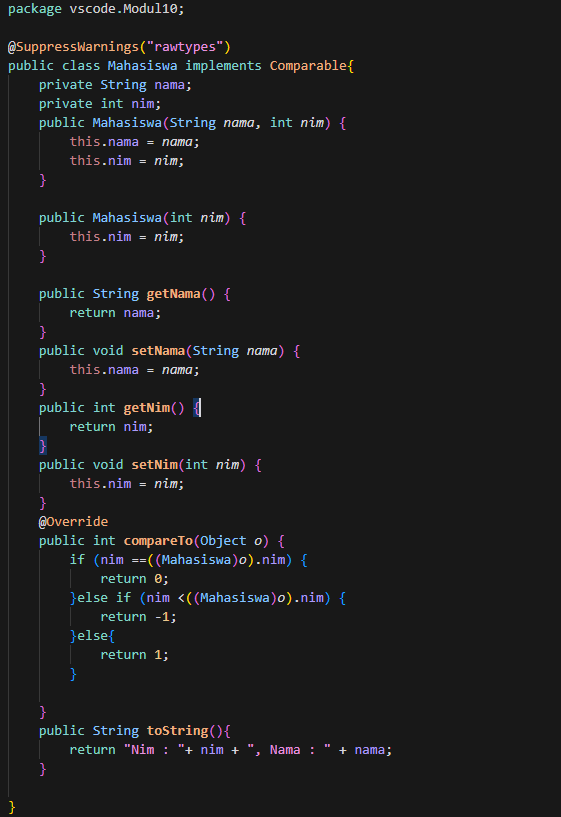 package vscode.Modul10;
@SuppressWarnings("rawtypes")
public class Mahasiswa implements Comparable{
private String nama;
private int nim;
public Mahasiswa(String nama, int nim) {
this.nama = nama;
this.nim = nim;
}
public Mahasiswa(int nim) {
this.nim = nim;
}
public String getNama() {
return nama;
}
public void setNama(String nama) {
this.nama = nama;
}
public int getNim() {
return nim;
}
public void setNim(int nim) {
this.nim = nim;
}
@Override
public int compareTo(Object o) {
if (nim ==((Mahasiswa)o).nim) {
return 0;
}else if (nim <((Mahasiswa)o).nim) {
return -1;
}else{
return 1;
}
}
public String toString(){
return "Nim : "+ nim + ", Nama : " + nama;
}
}